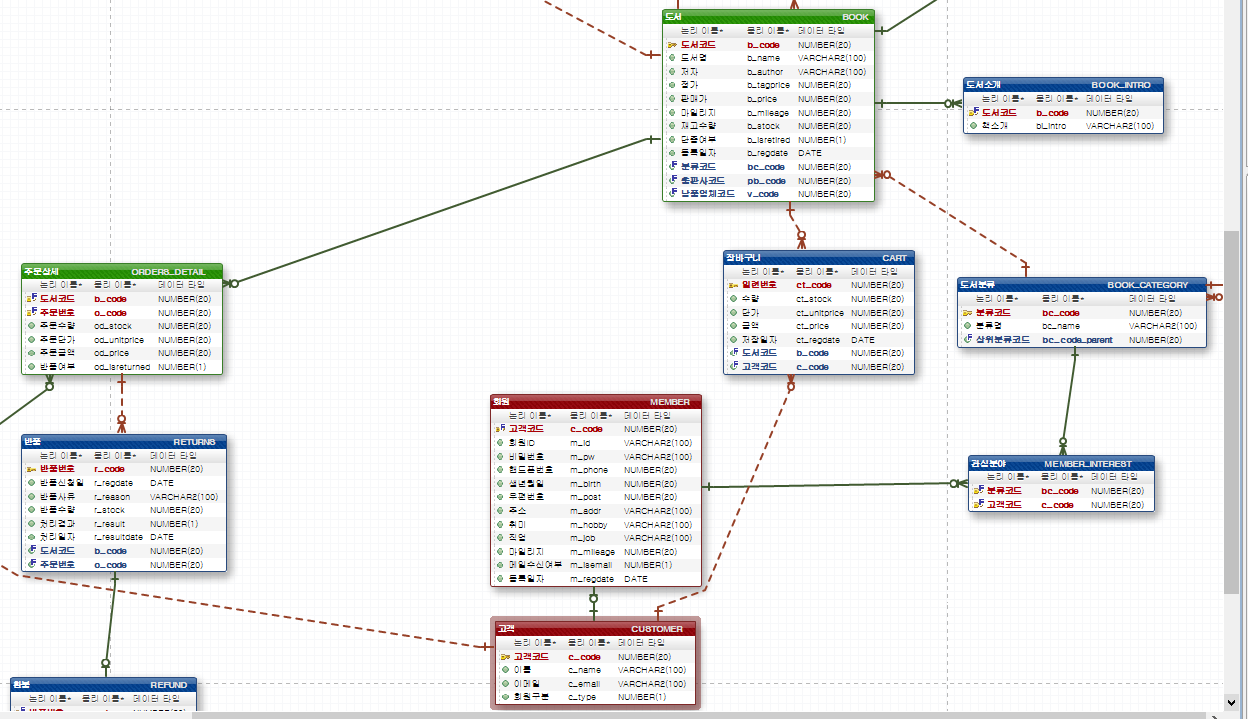 도서 BOOK
논리 이름* 물리 이름* 데이터 타입
도서코드 b_code NUMBER(20)
도서명 b_name VARCHAR2(100)
저자 b_author VARCHAR2(100)
정가 b_tagprice NUMBER(20)
판매가 b_price NUMBER(20)
마일리지 b_mileage NUMBER(20)
재고수량 b_stock NUMBER(20)
단종여부 b_isretired NUMBER(1)
등록일자 b_regdate DATE
분류코드 bc_code NUMBER(20)
출판사코드 pb_code NUMBER(20)
납품업체코드 v_code NUMBER(20)
도서소개 BOOK_INTRO
논리 이름* 물리 이름* 데이터 타입
도서코드 b_code NUMBER(20)
책소개 bi_intro VARCHAR2(100)
주문상세 ORDERS_DETAIL
논리 이름* 물리 이름* 데이터 타입
도서코드 b_code NUMBER(20)
주문번호 o_code NUMBER(20)
주문수량 od_stock NUMBER(20)
주문단가 od_unitprice NUMBER(20)
주문금액 od_price NUMBER(20)
반품여부 od_isreturned NUMBER(1)
장바구니 CART
논리 이름* 물리 이름* 데이터 타입
일련번호 ct_code NUMBER(20)
수량 ct_stock NUMBER(20)
단가 ct_unitprice NUMBER(20)
금액 ct_price NUMBER(20)
저장일자 ct_regdate DATE
도서코드 b_code NUMBER(20)
고객코드 c_code NUMBER(20)
도서분류 BOOK_CATEGORY
논리 이름* 물리 이름* 데이터 타입
분류코드 bc_code NUMBER(20)
분류명 bc_name VARCHAR2(100)
상위분류코드 bc_code_parent NUMBER(20)
반품 RETURNS
논리 이름* 물리 이름* 데이터 타입
반품번호 r_code NUMBER(20)
반품신청일 r_regdate DATE
반품사유 r_reason VARCHAR2(100)
반품수량 r_stock NUMBER(20)
처리결과 r_result NUMBER(1)
처리일자 r_resultdate DATE
도서코드 b_code NUMBER(20)
주문번호 o_code NUMBER(20)
회원 MEMBER
논리 이름* 물리 이름* 데이터 타입
고객코드 c_code NUMBER(20)
회원ID m_id VARCHAR2(100)
비밀번호 m_pw VARCHAR2(100)
핸드폰번호 m_phone NUMBER(20)
생년월일 m_birth NUMBER(20)
우편번호 m_post NUMBER(20)
주소 m_addr VARCHAR2(100)
취미 m_hobby VARCHAR2(100)
직업 m_job VARCHAR2(100)
마일리지 m_mileage NUMBER(20)
메일수신여부 m_isemail NUMBER(1)
등록일자 m_regdate DATE
관심분야 MEMBER_INTEREST
논리 이름* 물리 이름* 데이터 타입
분류코드 bc_code NUMBER(20)
고객코드 c_code NUMBER(20)
고객 CUSTOMER
논리 이름* 물리 이름* 데이터 타입
고객코드 c_code NUMBER(20)
이름 c_name VARCHAR2(100)
이메일 c_email VARCHAR2(100)
회원구분 c_type NUMBER(1)
환불 REFUND
논리 이름* 물리 이름* 데이터 타입